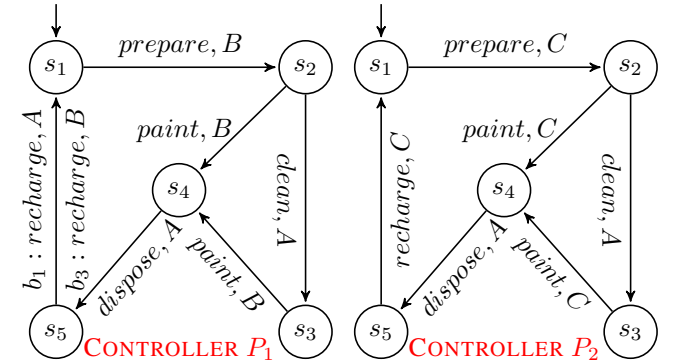 prepare, B
s1
s2
paint, B
clean, A
b1 : recharge, A
b3 : recharge, B
s4
dispose, A
paint, B
s5
s3
CONTROLLER P1
prepare, C
s1
s2
paint, C
clean, A
recharge, C
s4
dispose, A
paint, C
s5
s3
CONTROLLER P2